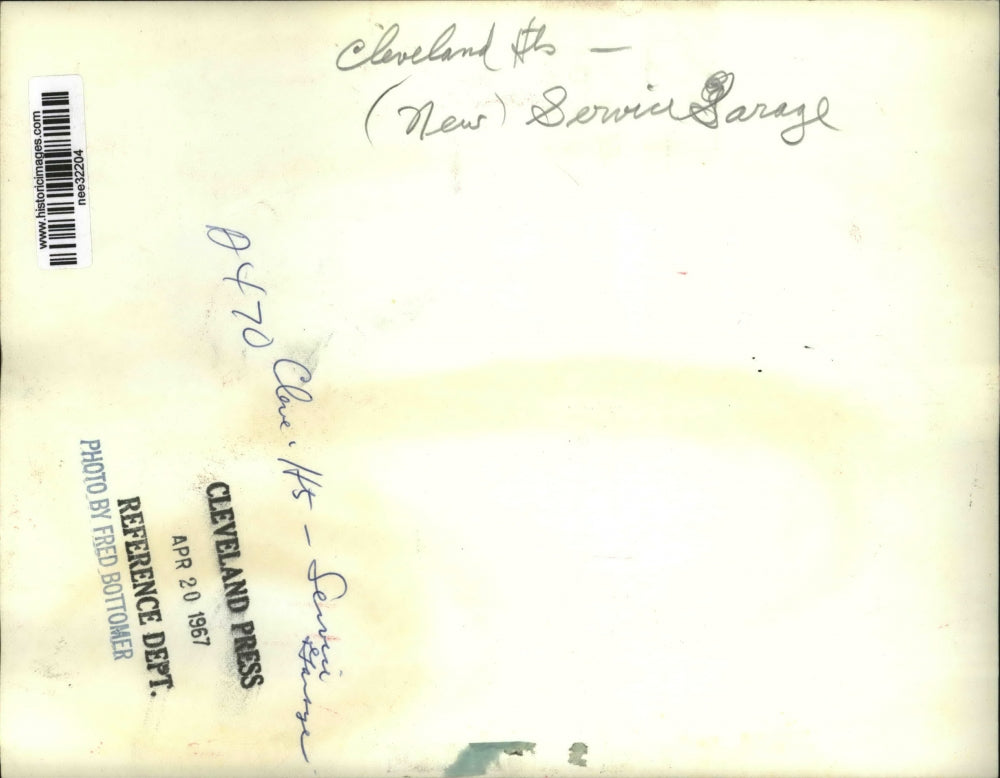 Cleveland Hts —
(New) Service Garage
www.historicimages.com
nee32204
D470 Cleve. Hts – Service Garage
CLEVELAND PRESS
APR 20 1967
REFERENCE DEPT.
PHOTO BY FRED BOTTOMER